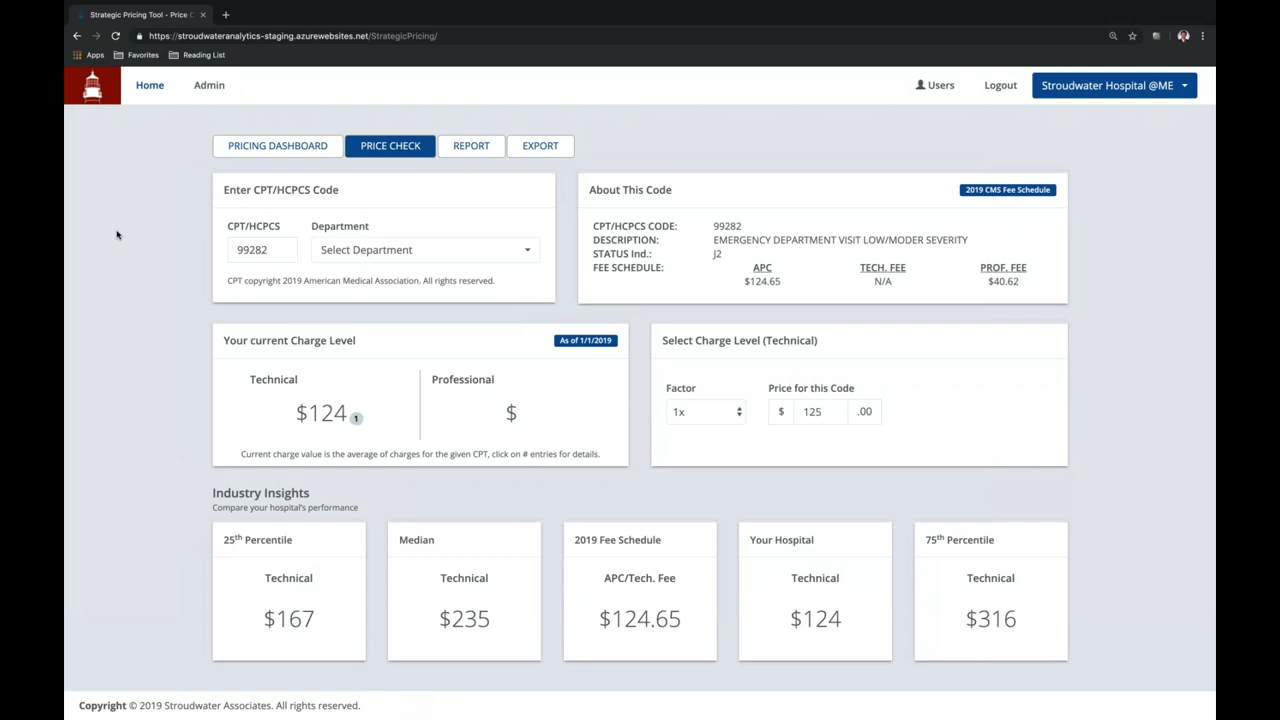 Strategic Pricing Tool - Price C
https://stroudwateranalytics-staging.azurewebsites.net/StrategicPricing/
Apps Favorites Reading List
Home Admin Users Logout Stroudwater Hospital @ME
PRICING DASHBOARD PRICE CHECK REPORT EXPORT
Enter CPT/HCPCS Code
CPT/HCPCS Department
99282 Select Department
CPT copyright 2019 American Medical Association. All rights reserved.
About This Code 2019 CMS Fee Schedule
CPT/HCPCS CODE: 99282
DESCRIPTION: EMERGENCY DEPARTMENT VISIT LOW/MODER SEVERITY
STATUS Ind.: J2
FEE SCHEDULE: APC TECH. FEE PROF. FEE
$124.65 N/A $40.62
Your current Charge Level As of 1/1/2019
Technical Professional
$124 1 $
Current charge value is the average of charges for the given CPT, click on # entries for details.
Select Charge Level (Technical)
Factor Price for this Code
1x $ 125 .00
Industry Insights
Compare your hospital's performance
25th Percentile Median 2019 Fee Schedule Your Hospital 75th Percentile
Technical Technical APC/Tech. Fee Technical Technical
$167 $235 $124.65 $124 $316
Copyright © 2019 Stroudwater Associates. All rights reserved.